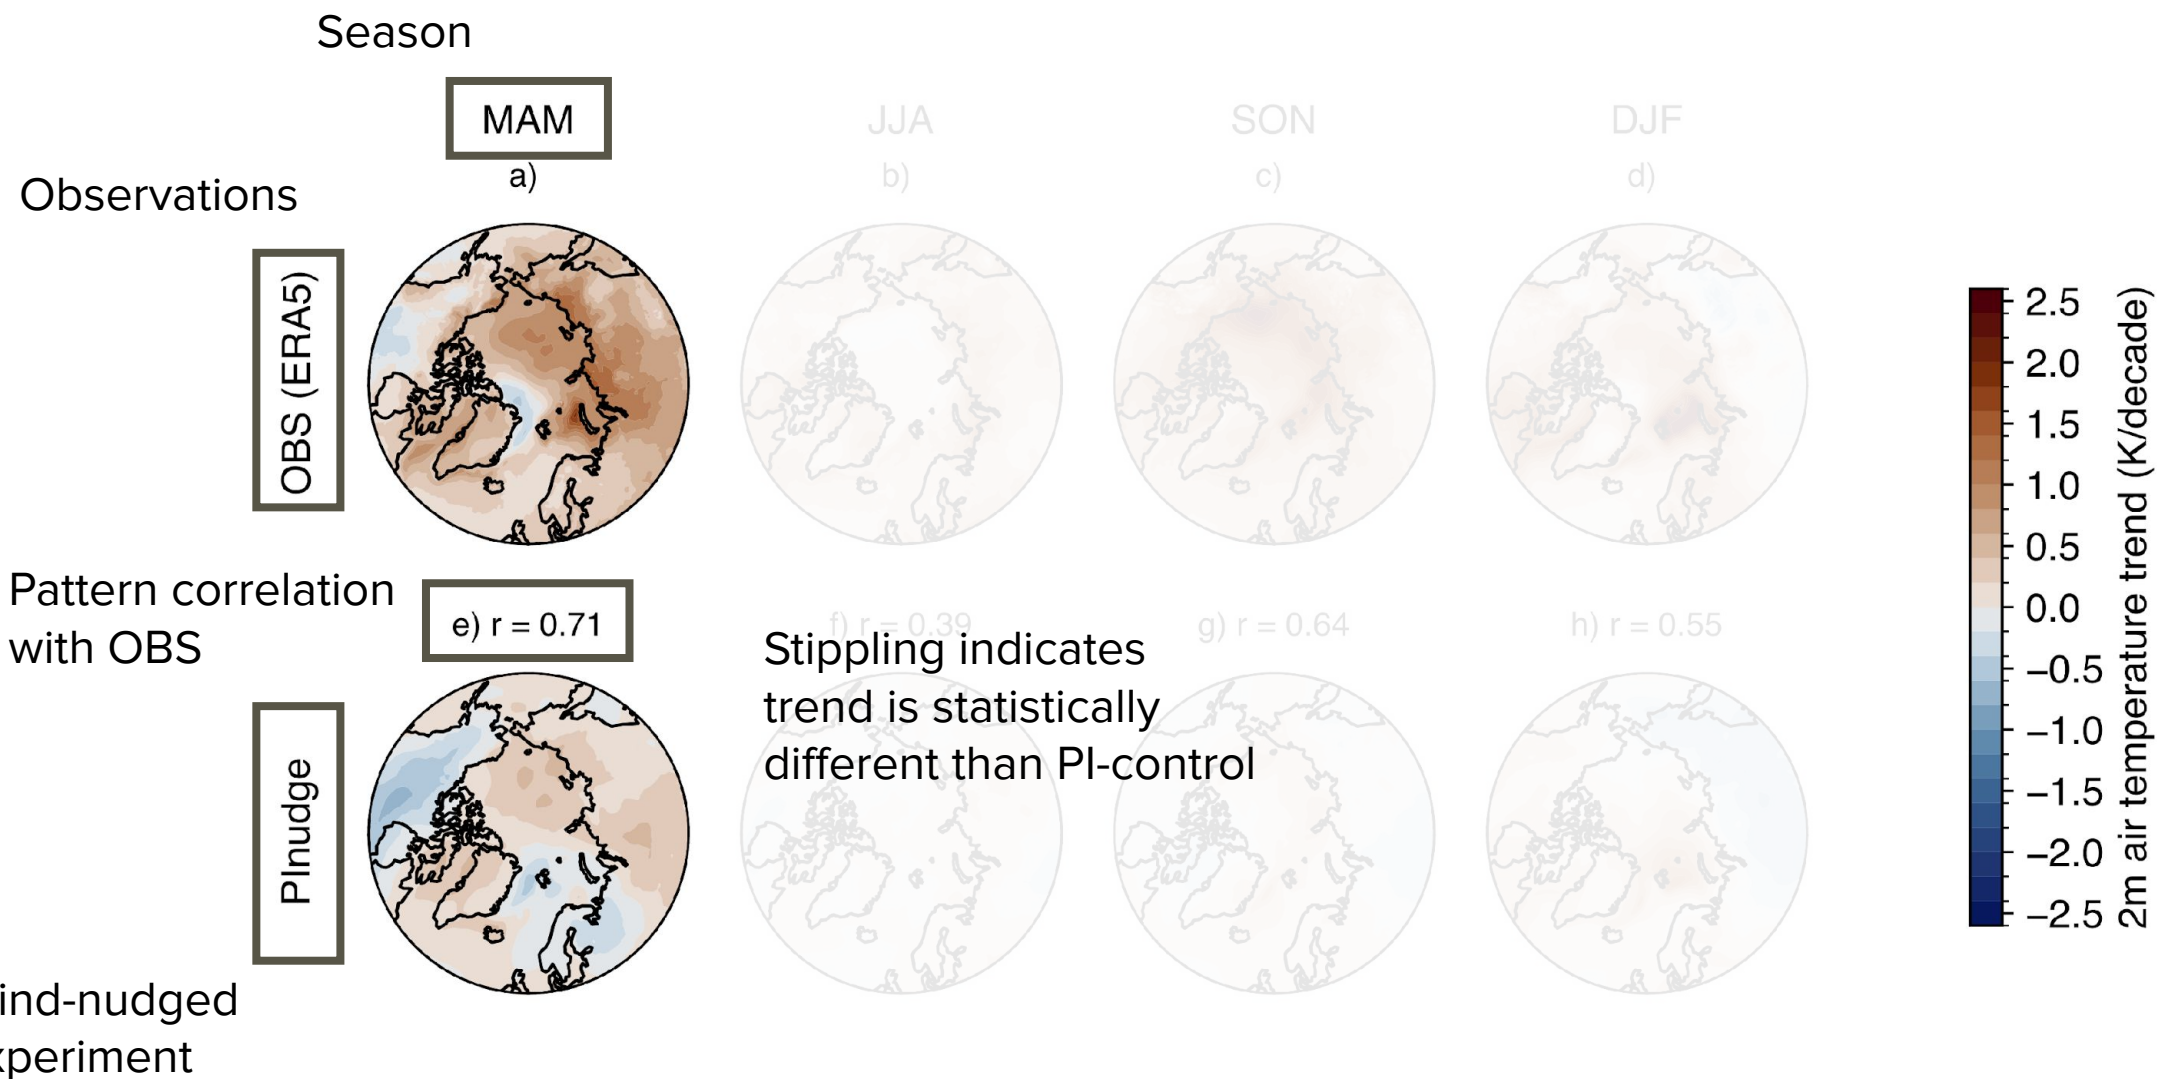 Season
MAM
JJA
SON
DJF
a)
b)
c)
d)
Observations
OBS (ERA5)
Pattern correlation
with OBS
e) r = 0.71
f) r = 0.39
g) r = 0.64
h) r = 0.55
Stippling indicates
trend is statistically
different than PI-control
PInudge
ind-nudged
xperiment
2.5
2.0
1.5
1.0
0.5
0.0
−0.5
−1.0
−1.5
−2.0
−2.5
2m air temperature trend (K/decade)